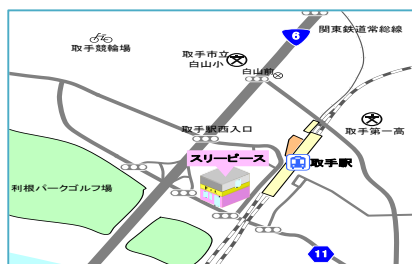 6
関東鉄道常総線
取手競輪場
取手市立
白山小
白山前
取手駅西入口
取手第一高
スリーピース
取手駅
利根パークゴルフ場
11